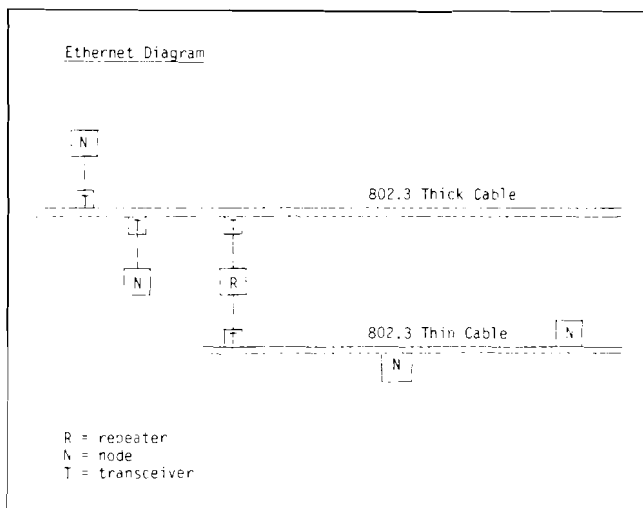 Ethernet Diagram
N
T
802.3 Thick Cable
T
T
N
R
T
802.3 Thin Cable
N
N
R = repeater
N = node
T = transceiver